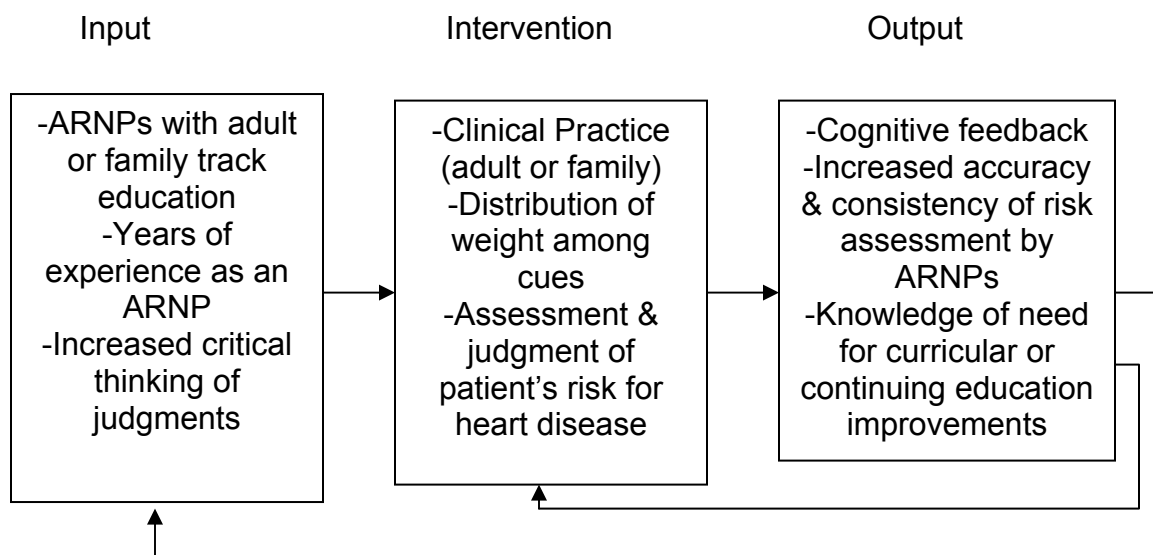 Input
Intervention
Output
-ARNPs with adult
or family track
education
-Years of
experience as an
ARNP
-Increased critical
thinking of
judgments
-Clinical Practice
(adult or family)
-Distribution of
weight among
cues
-Assessment &
judgment of
patient’s risk for
heart disease
-Cognitive feedback
-Increased accuracy
& consistency of risk
assessment by
ARNPs
-Knowledge of need
for curricular or
continuing education
improvements